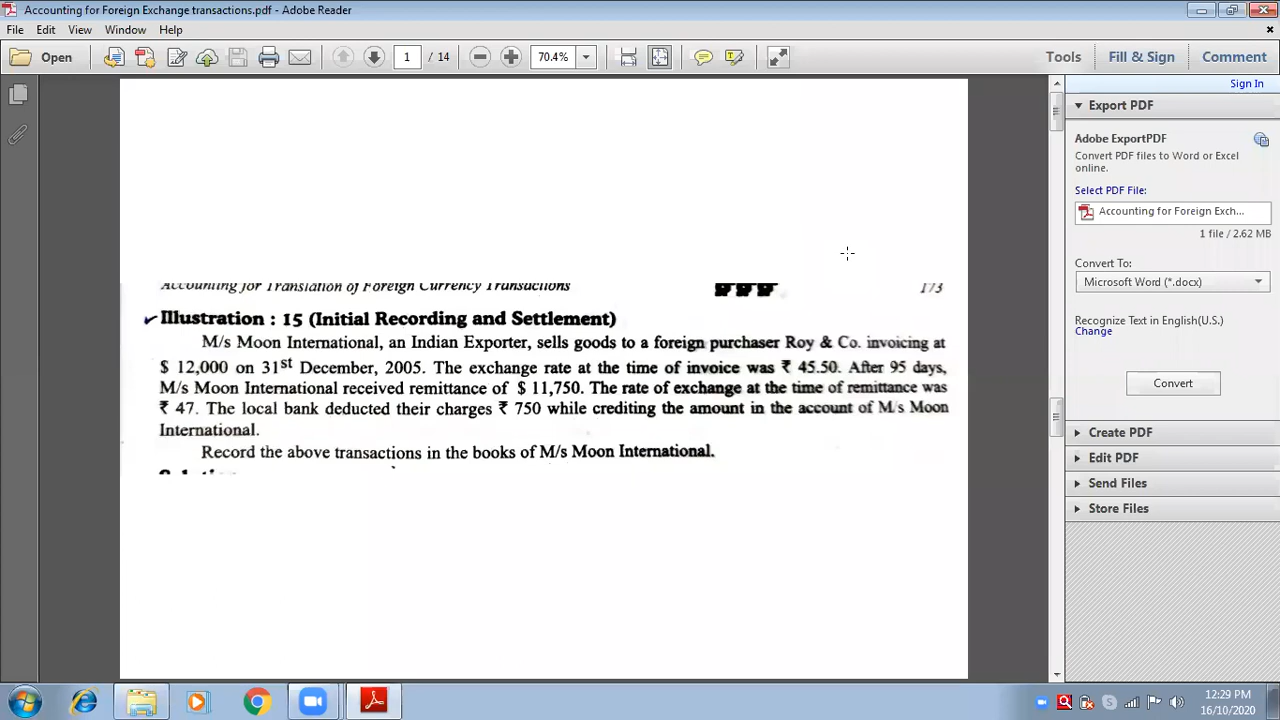 Accounting for Foreign Exchange transactions.pdf - Adobe Reader
File Edit View Window Help
Open 1 / 14 70.4% Tools Fill & Sign Comment
Sign In
Export PDF
Adobe ExportPDF
Convert PDF files to Word or Excel
online.
Select PDF File:
Accounting for Foreign Exch...
1 file / 2.62 MB
Convert To:
Microsoft Word (*.docx)
Recognize Text in English(U.S.)
Change
Convert
Create PDF
Edit PDF
Send Files
Store Files
Accounting for Translation of Foreign Currency Transactions 173
Illustration : 15 (Initial Recording and Settlement)
M/s Moon International, an Indian Exporter, sells goods to a foreign purchaser Roy & Co. invoicing at
$ 12,000 on 31st December, 2005. The exchange rate at the time of invoice was ₹ 45.50. After 95 days,
M/s Moon International received remittance of $ 11,750. The rate of exchange at the time of remittance was
₹ 47. The local bank deducted their charges ₹ 750 while crediting the amount in the account of M/s Moon
International.
Record the above transactions in the books of M/s Moon International.
12:29 PM
16/10/2020